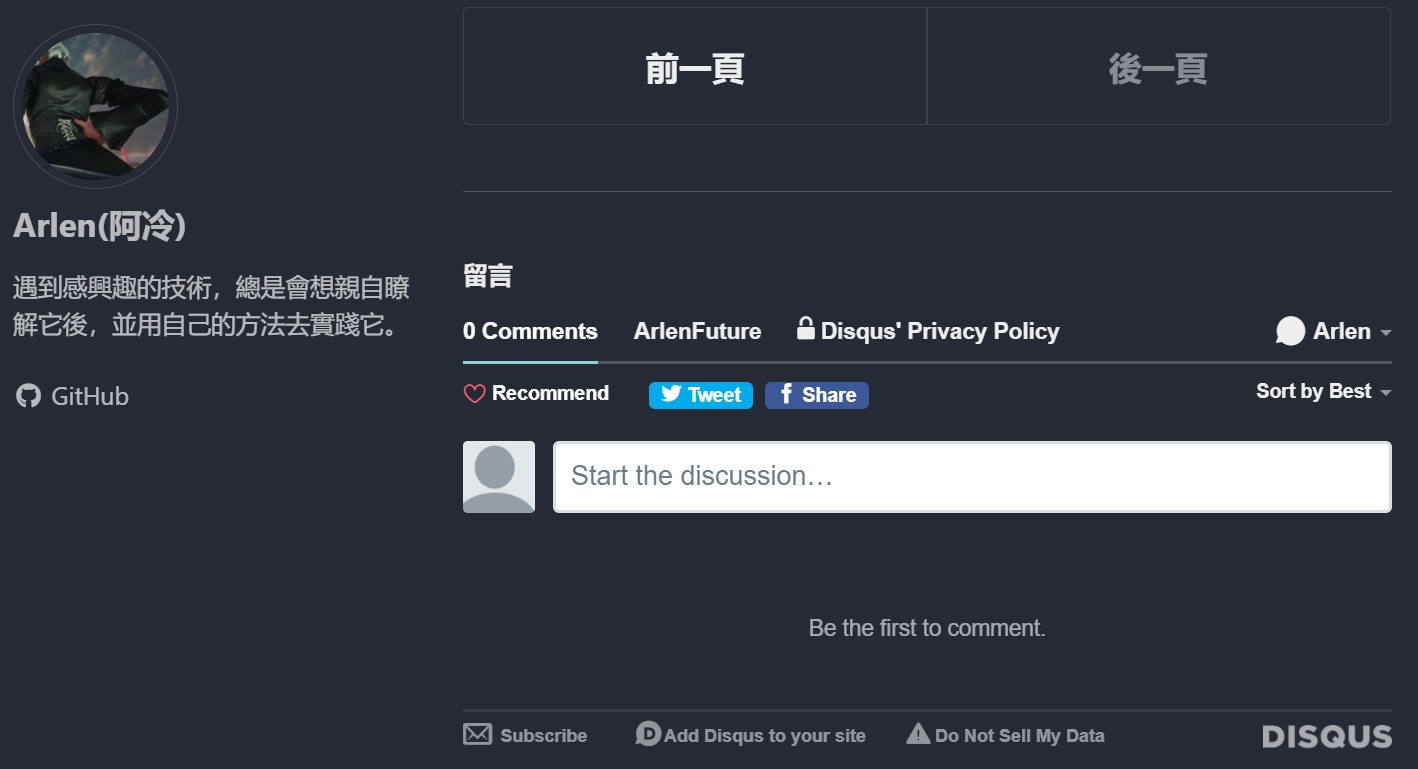 Arlen(阿冷)
遇到感興趣的技術，總是會想親自瞭
解它後，並用自己的方法去實踐它。
GitHub
前一頁
後一頁
留言
0 Comments
ArlenFuture
Disqus' Privacy Policy
Arlen
Recommend
Tweet
Share
Sort by Best
Start the discussion…
Be the first to comment.
Subscribe
Add Disqus to your site
Do Not Sell My Data
DISQUS